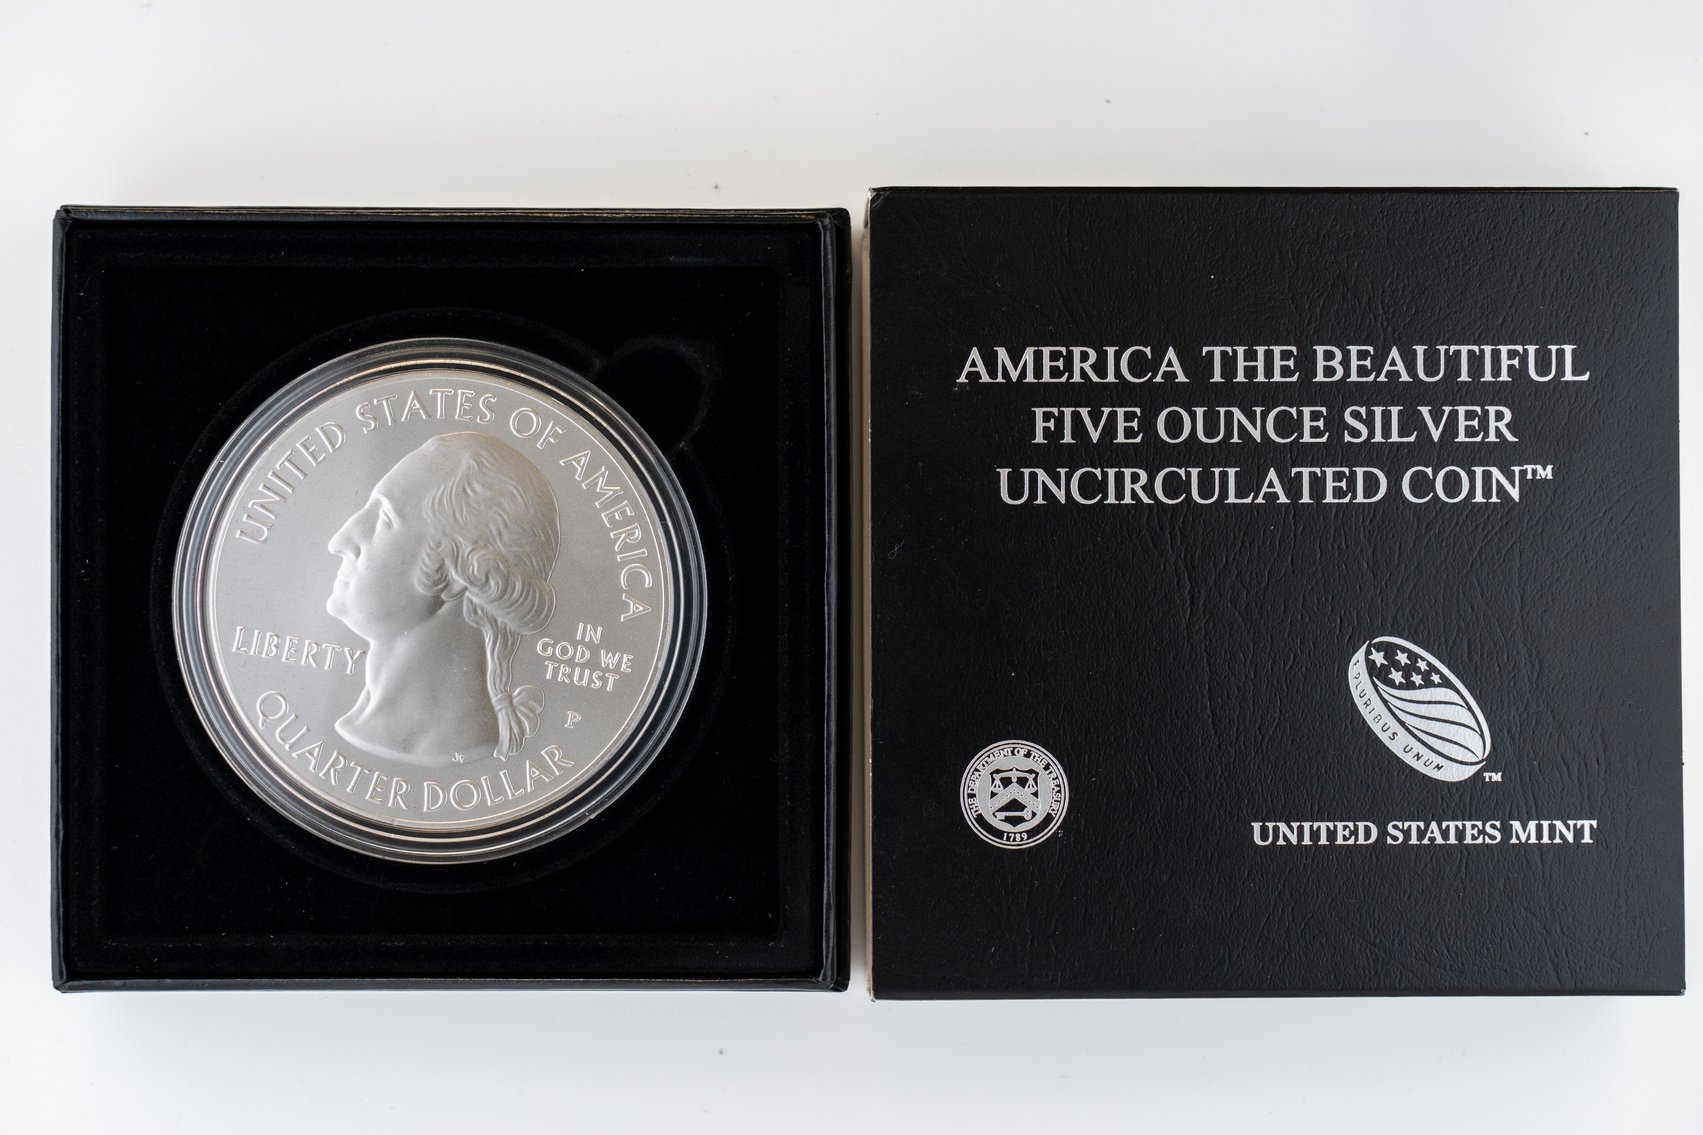 UNITED STATES OF AMERICA
LIBERTY
IN
GOD WE
TRUST
P
JF
QUARTER DOLLAR
AMERICA THE BEAUTIFUL
FIVE OUNCE SILVER
UNCIRCULATED COIN™
E PLURIBUS UNUM
TM
THE DEPARTMENT OF THE TREASURY
1789
UNITED STATES MINT